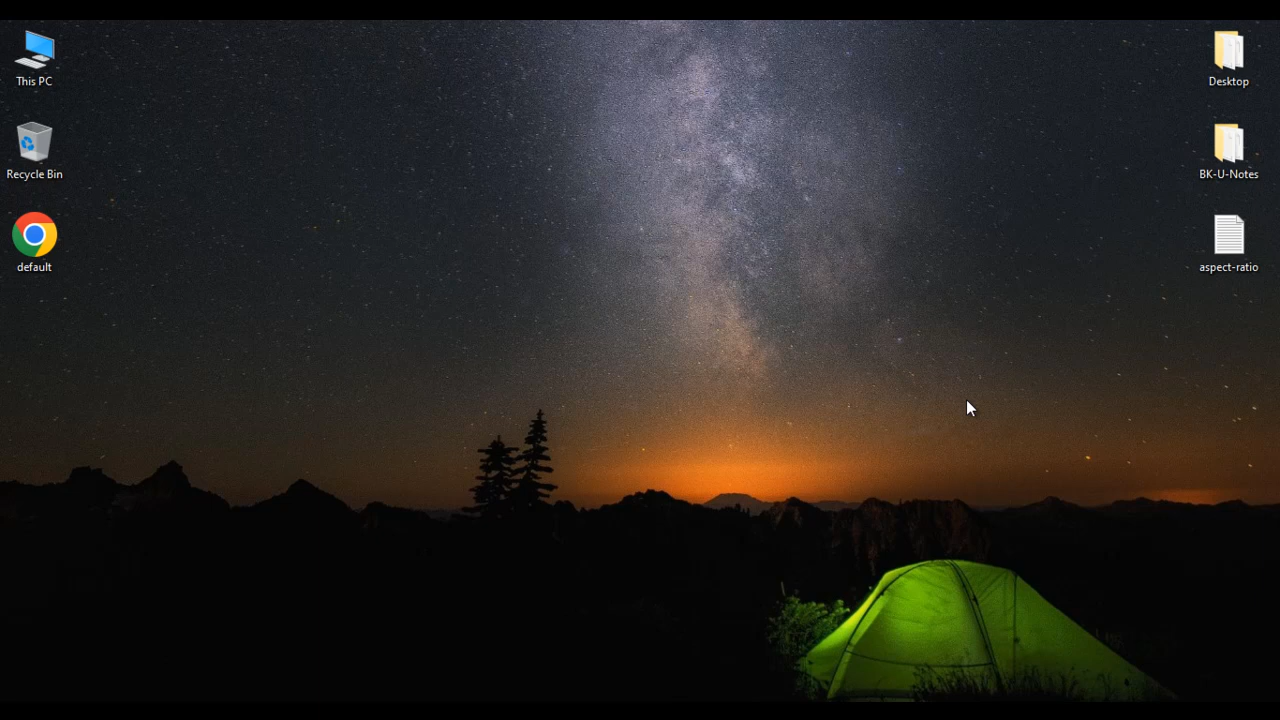 This PC
Recycle Bin
default
Desktop
BK-U-Notes
aspect-ratio